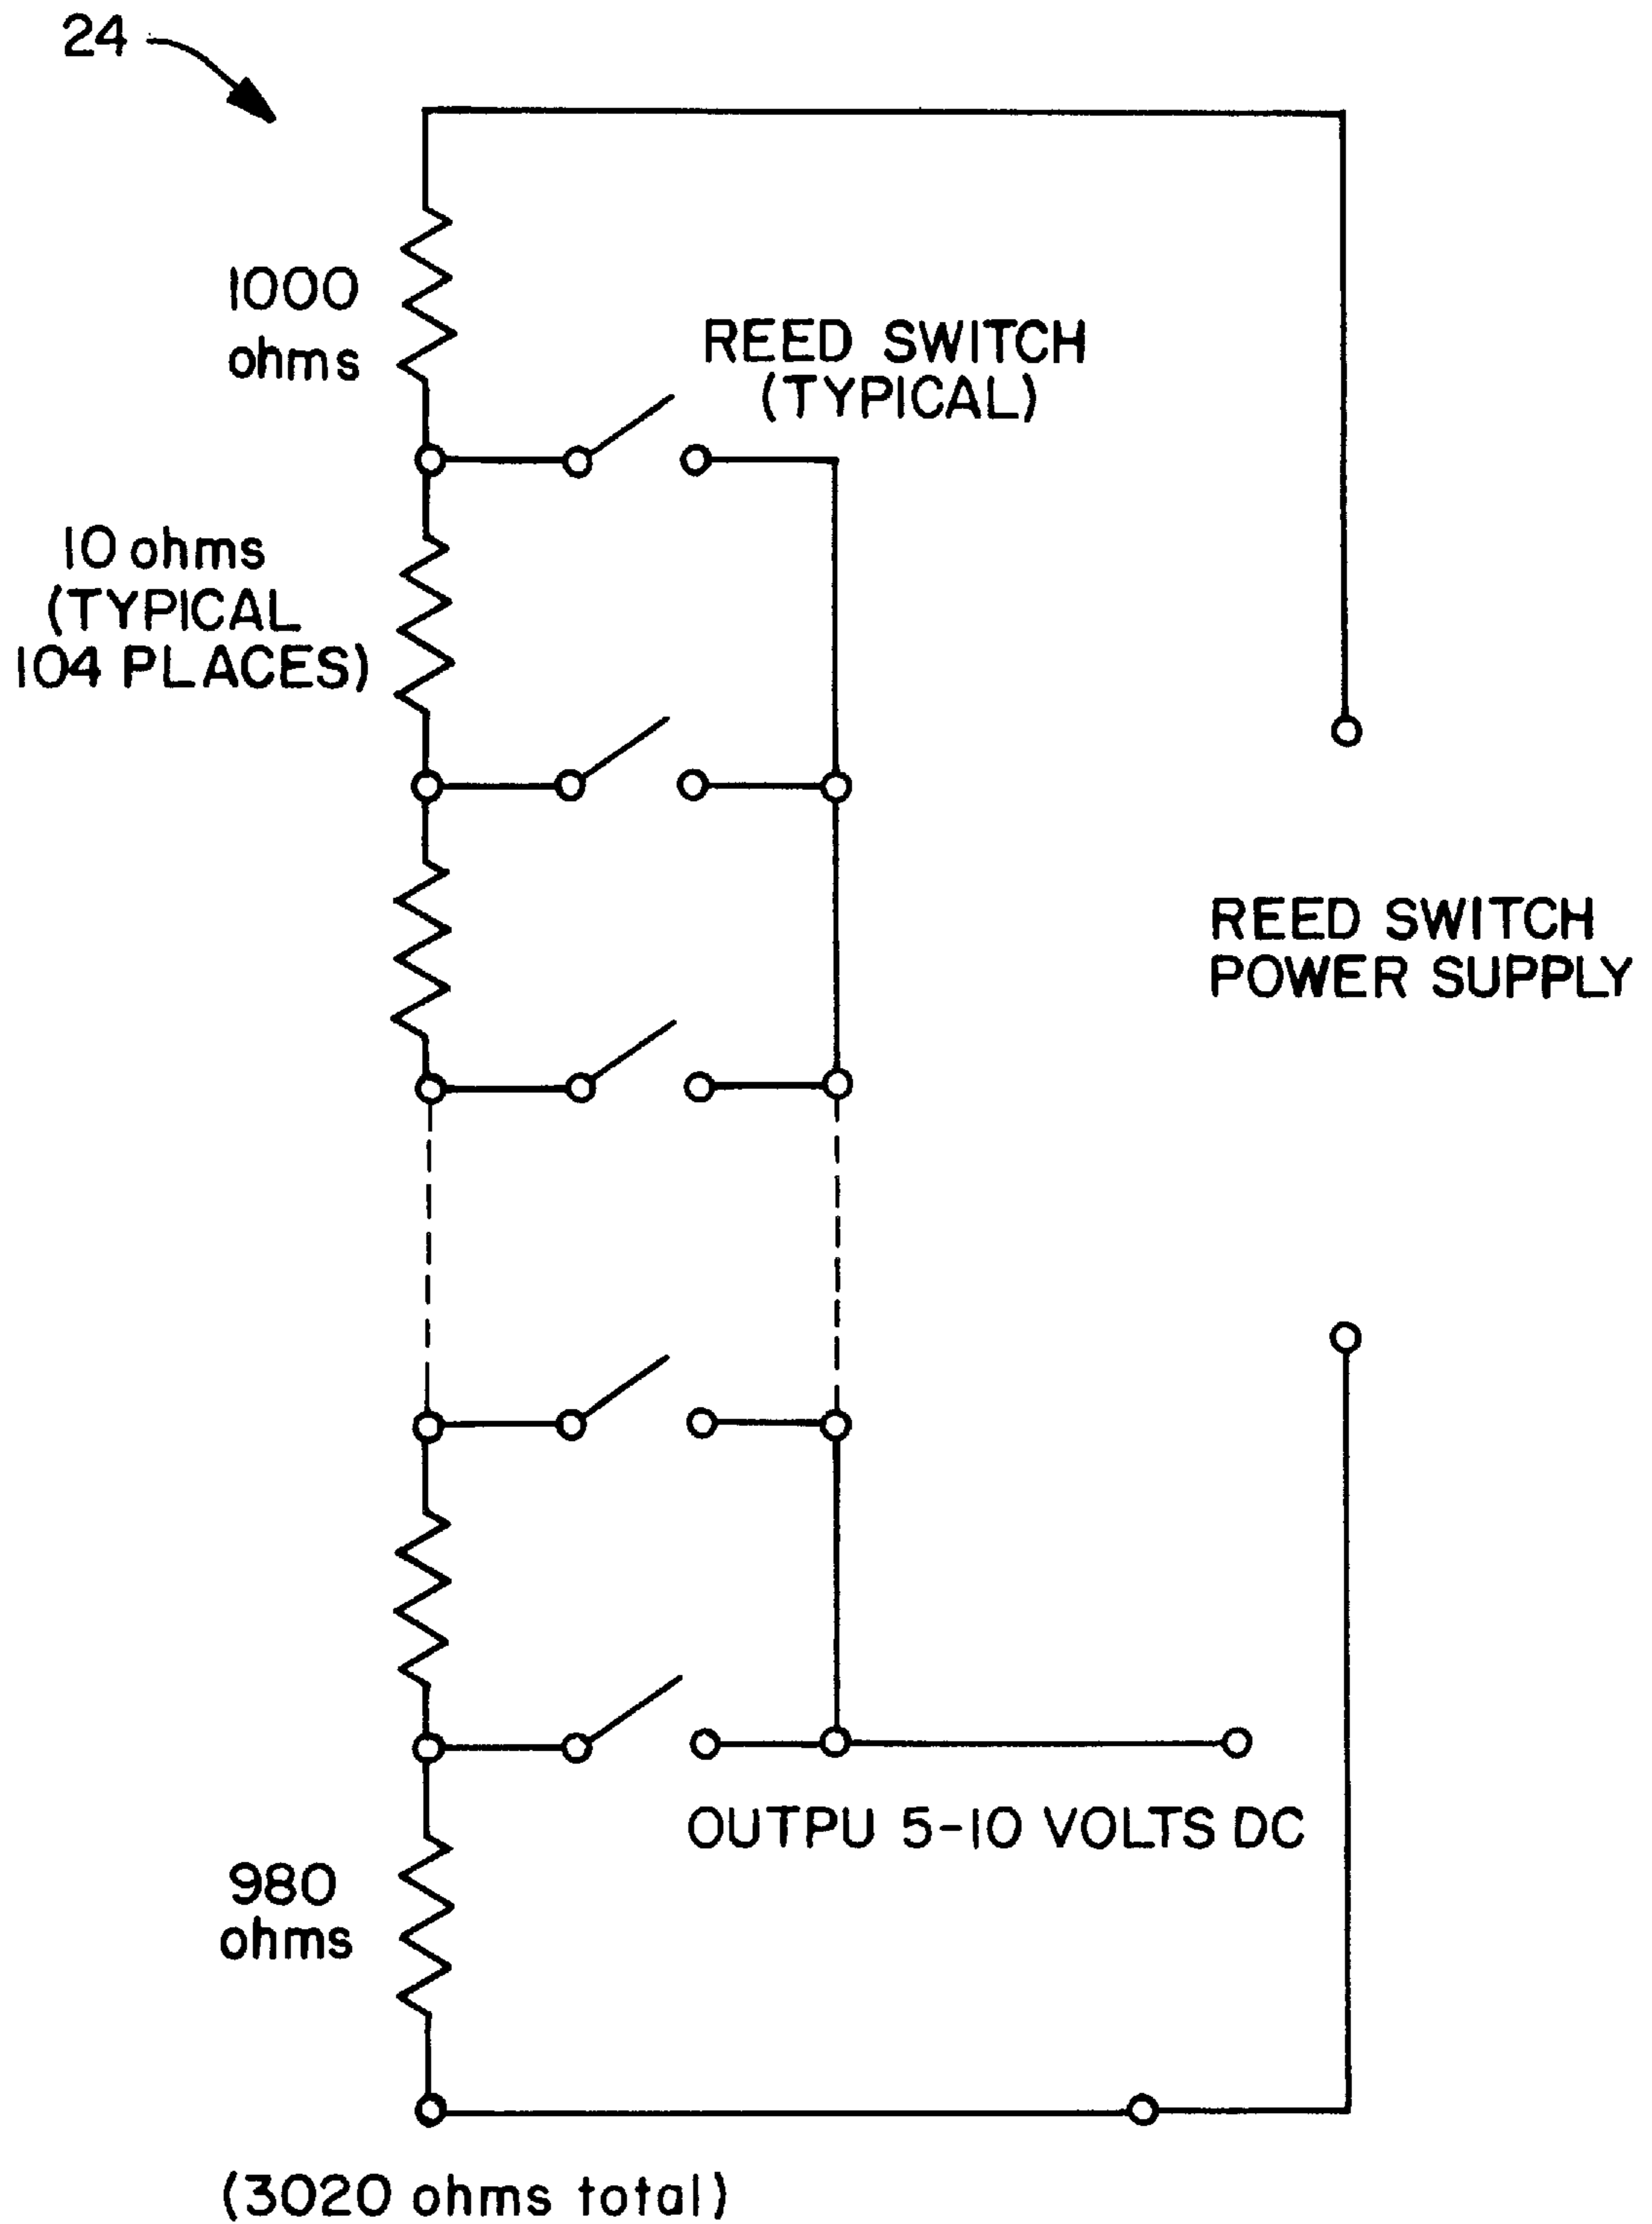 24
1000
ohms
REED SWITCH
(TYPICAL)
10 ohms
(TYPICAL
104 PLACES)
REED SWITCH
POWER SUPPLY
OUTPU 5-10 VOLTS DC
980
ohms
(3020 ohms total)